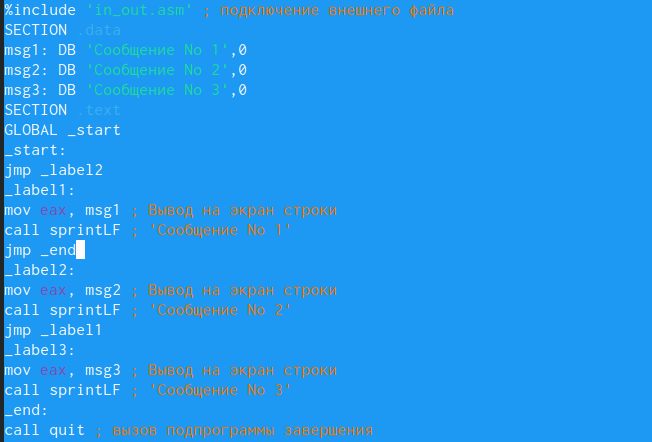 %include 'in_out.asm' ; подключение внешнего файла
SECTION .data
msg1: DB 'Сообщение No 1',0
msg2: DB 'Сообщение No 2',0
msg3: DB 'Сообщение No 3',0
SECTION .text
GLOBAL _start
_start:
jmp _label2
_label1:
mov eax, msg1 ; Вывод на экран строки
call sprintLF ; 'Сообщение No 1'
jmp _end
_label2:
mov eax, msg2 ; Вывод на экран строки
call sprintLF ; 'Сообщение No 2'
jmp _label1
_label3:
mov eax, msg3 ; Вывод на экран строки
call sprintLF ; 'Сообщение No 3'
_end:
call quit ; вызов подпрограммы завершения